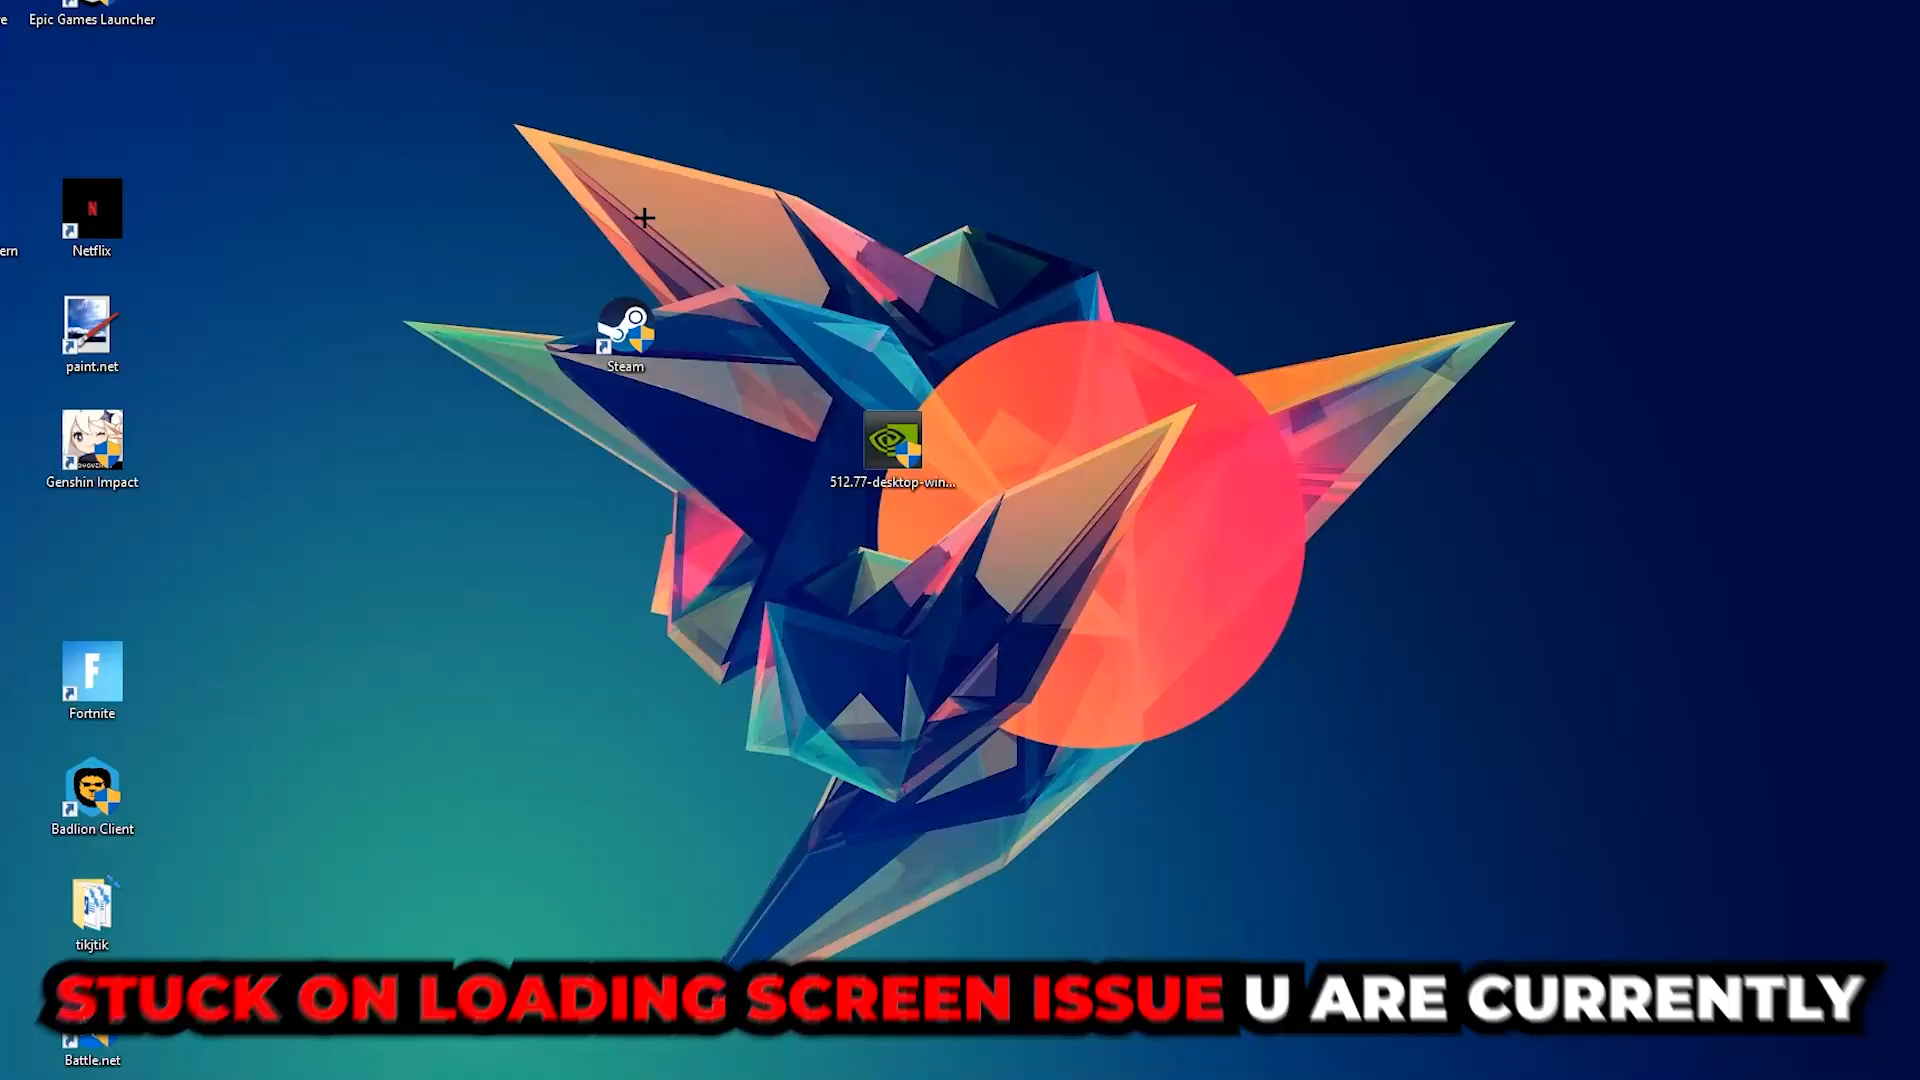 Epic Games Launcher
N
ern
Netflix
paint.net
Steam
Genshin Impact
512.77-desktop-win...
F
Fortnite
Badlion Client
tikjtik
STUCK ON LOADING SCREEN ISSUE U ARE CURRENTLY
Battle.net